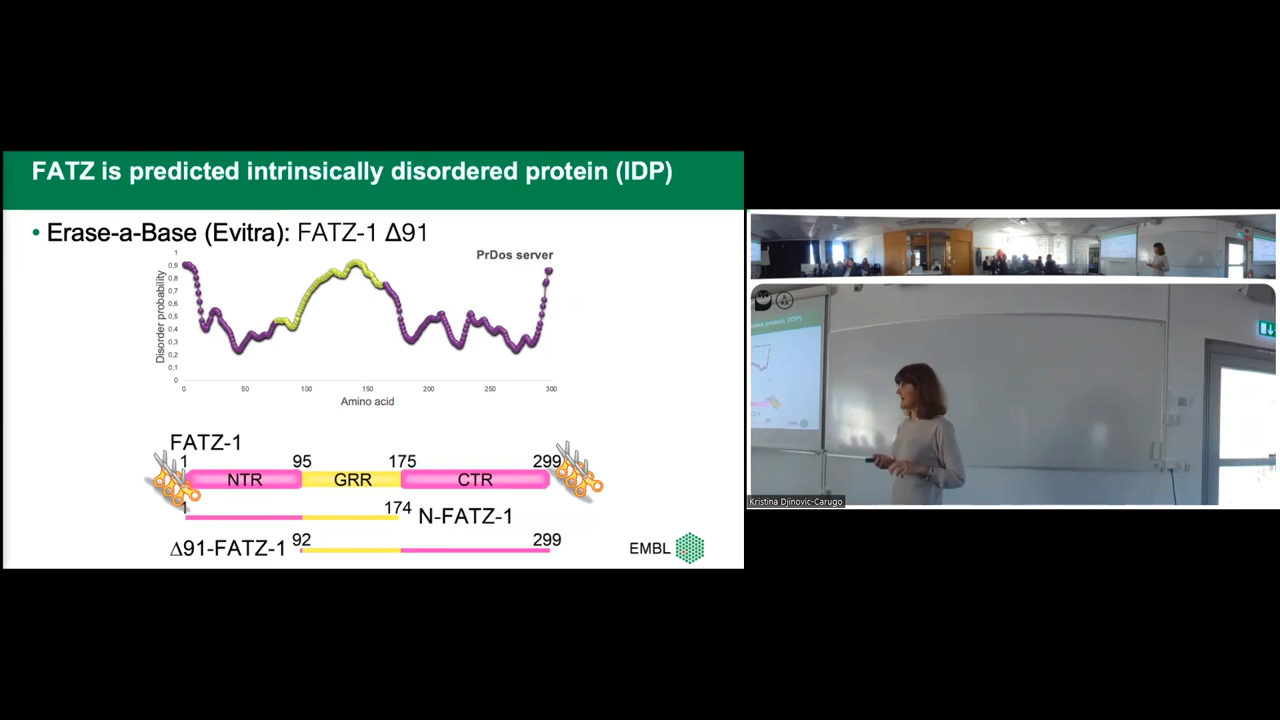 FATZ is predicted intrinsically disordered protein (IDP)
• Erase-a-Base (Evitra): FATZ-1 Δ91
PrDos server
Disorder probability
1
0,9
0,8
0,7
0,6
0,5
0,4
0,3
0,2
0,1
0
0 50 100 150 200 250 300
Amino acid
FATZ-1
1 95 175 299
NTR GRR CTR
1 174 N-FATZ-1
Δ91-FATZ-1 92 299
EMBL
Kristina Djinovic-Carugo